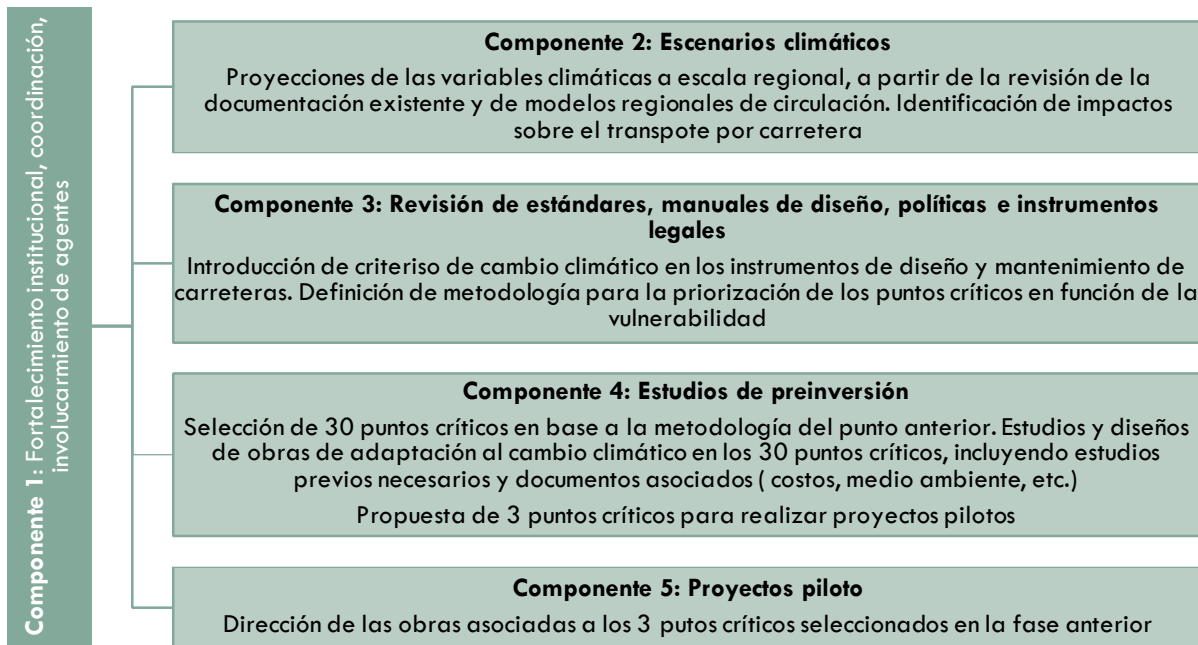 Componente 1: Fortalecimiento institucional, coordinación,
involucarmiento de agentes
Componente 2: Escenarios climáticos
Proyecciones de las variables climáticas a escala regional, a partir de la revisión de la
documentación existente y de modelos regionales de circulación. Identificación de impactos
sobre el transpote por carretera
Componente 3: Revisión de estándares, manuales de diseño, políticas e instrumentos
legales
Introducción de criteriso de cambio climático en los instrumentos de diseño y mantenimiento de
carreteras. Definición de metodología para la priorización de los puntos críticos en función de la
vulnerabilidad
Componente 4: Estudios de preinversión
Selección de 30 puntos críticos en base a la metodología del punto anterior. Estudios y diseños
de obras de adaptación al cambio climático en los 30 puntos críticos, incluyendo estudios
previos necesarios y documentos asociados ( costos, medio ambiente, etc.)
Propuesta de 3 puntos críticos para realizar proyectos pilotos
Componente 5: Proyectos piloto
Dirección de las obras asociadas a los 3 putos críticos seleccionados en la fase anterior